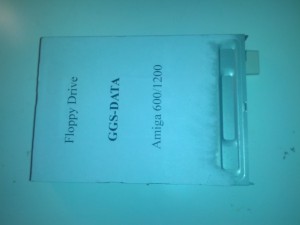 Floppy Drive
GGS-DATA
Amiga 600/1200